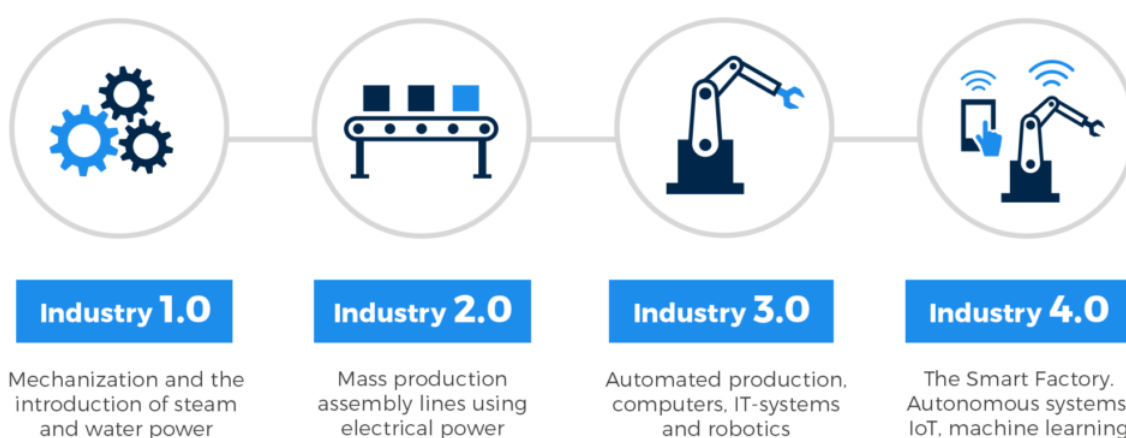 Industry 1.0
Mechanization and the
introduction of steam
and water power
Industry 2.0
Mass production
assembly lines using
electrical power
Industry 3.0
Automated production,
computers, IT-systems
and robotics
Industry 4.0
The Smart Factory.
Autonomous systems
IoT, machine learning